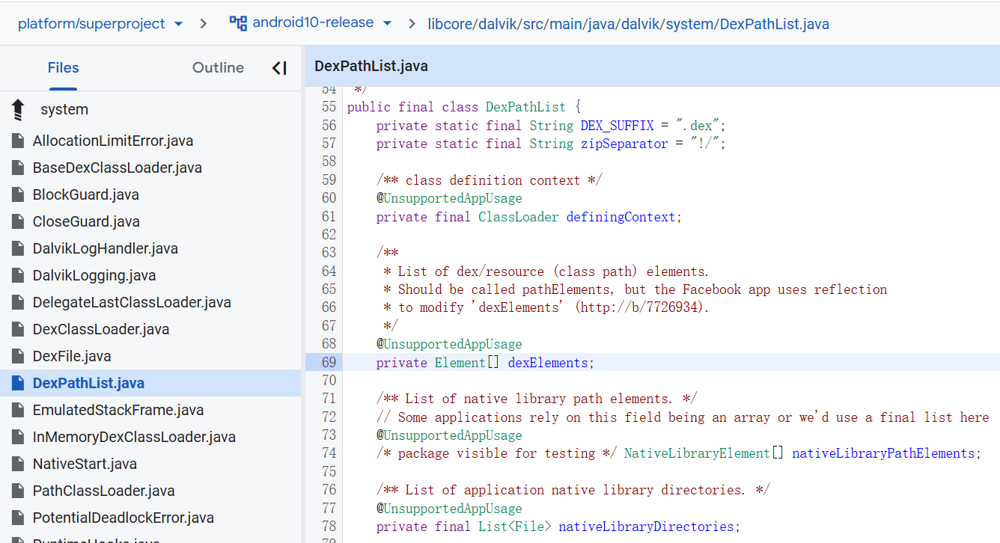 platform/superproject
android10-release
libcore/dalvik/src/main/java/dalvik/system/DexPathList.java
Files
Outline
system
AllocationLimitError.java
BaseDexClassLoader.java
BlockGuard.java
CloseGuard.java
DalvikLogHandler.java
DalvikLogging.java
DelegateLastClassLoader.java
DexClassLoader.java
DexFile.java
DexPathList.java
EmulatedStackFrame.java
InMemoryDexClassLoader.java
NativeStart.java
PathClassLoader.java
PotentialDeadlockError.java
RuntimeHooks.java
DexPathList.java
54 */
55 public final class DexPathList {
56 private static final String DEX_SUFFIX = ".dex";
57 private static final String zipSeparator = "!/";
58
59 /** class definition context */
60 @UnsupportedAppUsage
61 private final ClassLoader definingContext;
62
63 /**
64 * List of dex/resource (class path) elements.
65 * Should be called pathElements, but the Facebook app uses reflection
66 * to modify 'dexElements' (http://b/7726934).
67 */
68 @UnsupportedAppUsage
69 private Element[] dexElements;
70
71 /** List of native library path elements. */
72 // Some applications rely on this field being an array or we'd use a final list here
73 @UnsupportedAppUsage
74 /* package visible for testing */ NativeLibraryElement[] nativeLibraryPathElements;
75
76 /** List of application native library directories. */
77 @UnsupportedAppUsage
78 private final List<File> nativeLibraryDirectories;
79